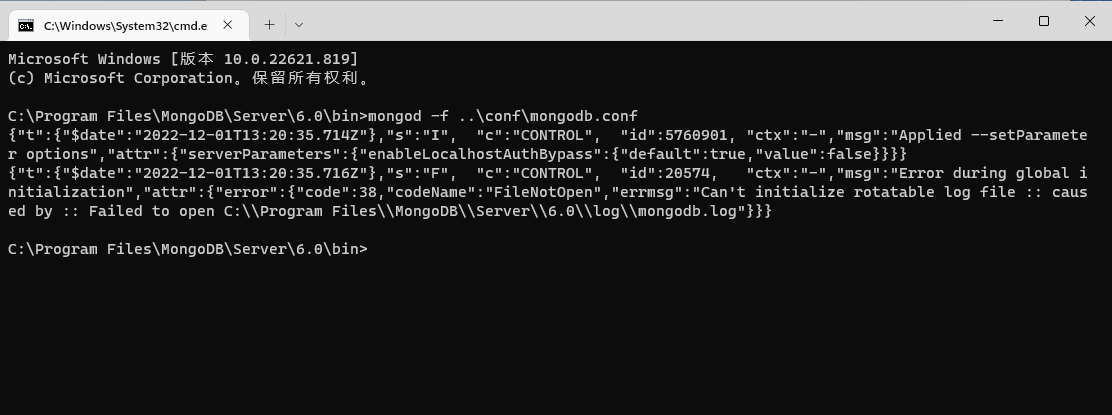 C:\Windows\System32\cmd.e
Microsoft Windows [版本 10.0.22621.819]
(c) Microsoft Corporation。保留所有权利。
C:\Program Files\MongoDB\Server\6.0\bin>mongod -f ..\conf\mongodb.conf
{"t":{"$date":"2022-12-01T13:20:35.714Z"},"s":"I",  "c":"CONTROL",  "id":5760901, "ctx":"-","msg":"Applied --setParamete
r options","attr":{"serverParameters":{"enableLocalhostAuthBypass":{"default":true,"value":false}}}}
{"t":{"$date":"2022-12-01T13:20:35.716Z"},"s":"F",  "c":"CONTROL",  "id":20574,   "ctx":"-","msg":"Error during global i
nitialization","attr":{"error":{"code":38,"codeName":"FileNotOpen","errmsg":"Can't initialize rotatable log file :: caus
ed by :: Failed to open C:\\Program Files\\MongoDB\\Server\\6.0\\log\\mongodb.log"}}}
C:\Program Files\MongoDB\Server\6.0\bin>